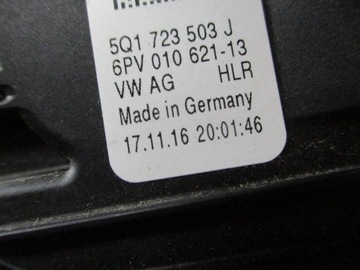 5Q1 723 503 J
6PV 010 621-13
VW AG HLR
Made in Germany
17.11.16 20:01:46